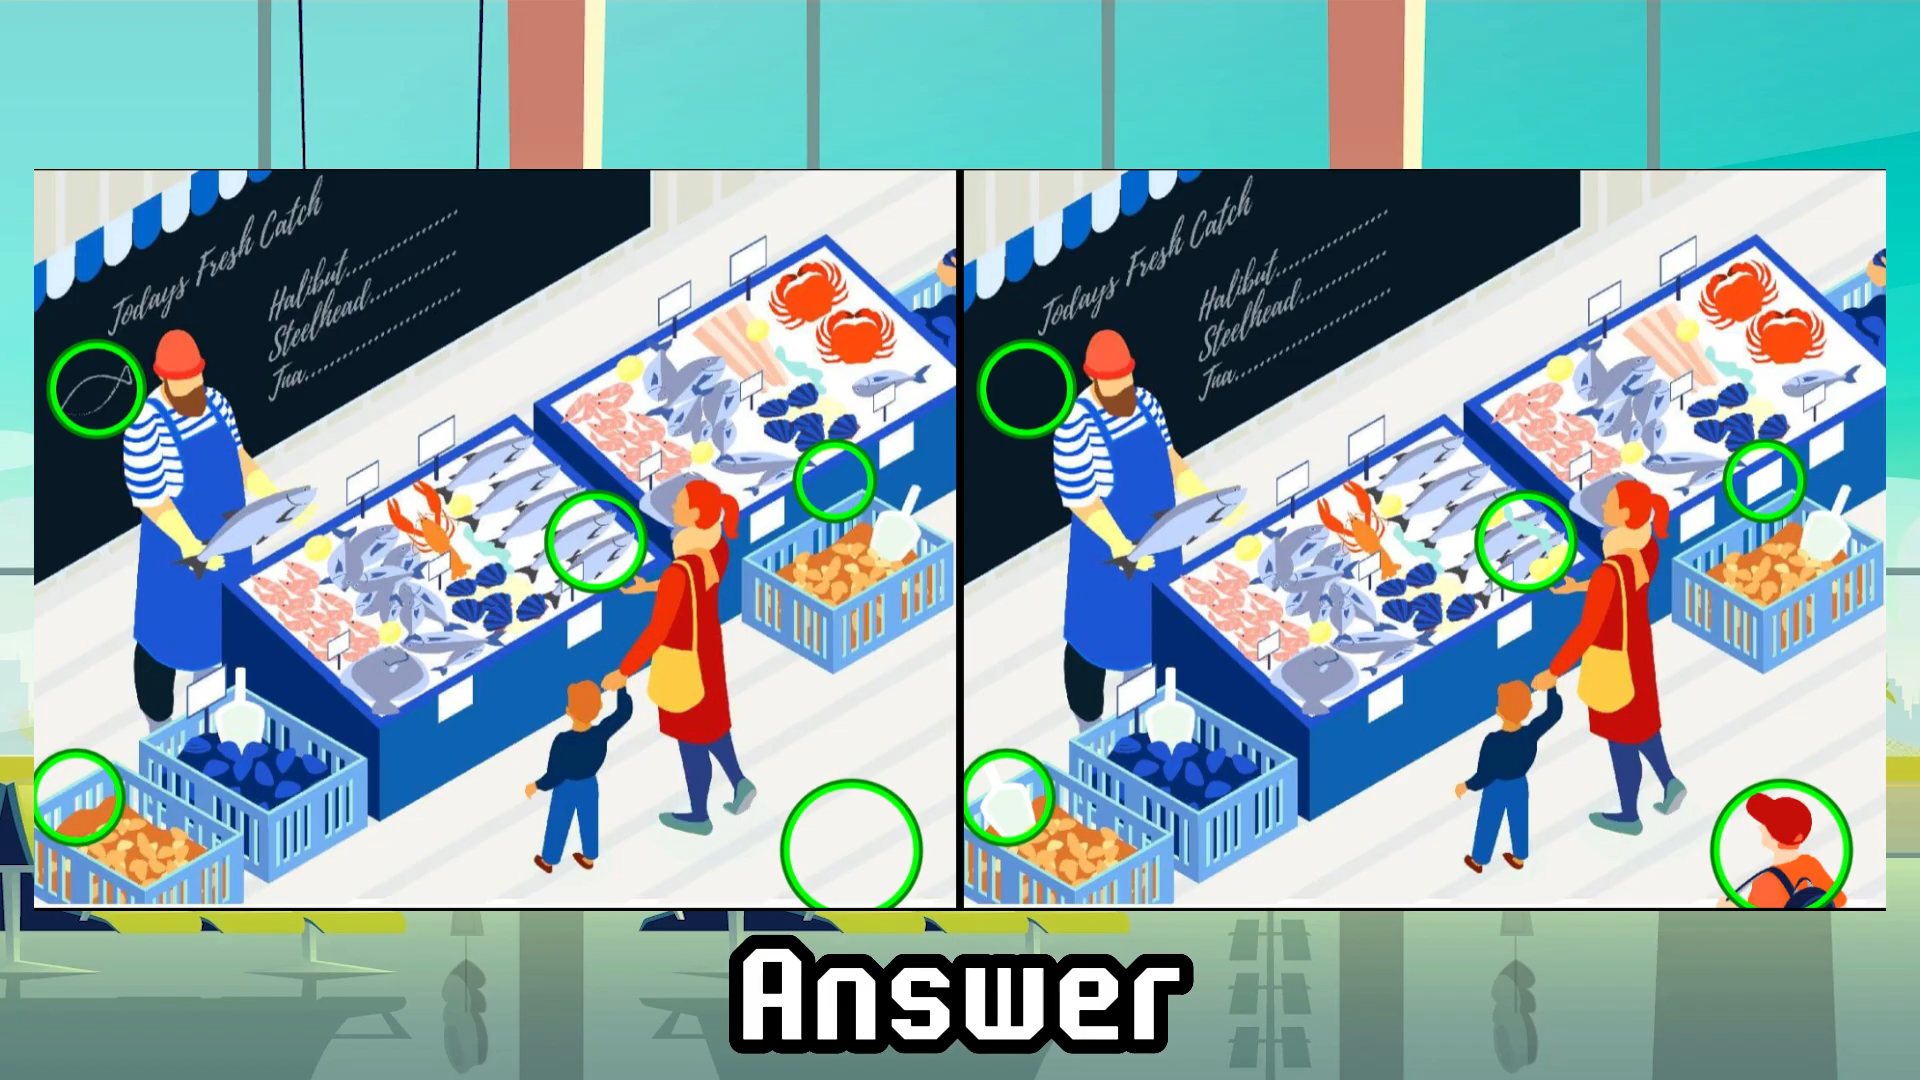 Todays Fresh Catch
Halibut..................
Steelhead.............
Tua......................
Todays Fresh Catch
Halibut..................
Steelhead.............
Tua......................
Answer